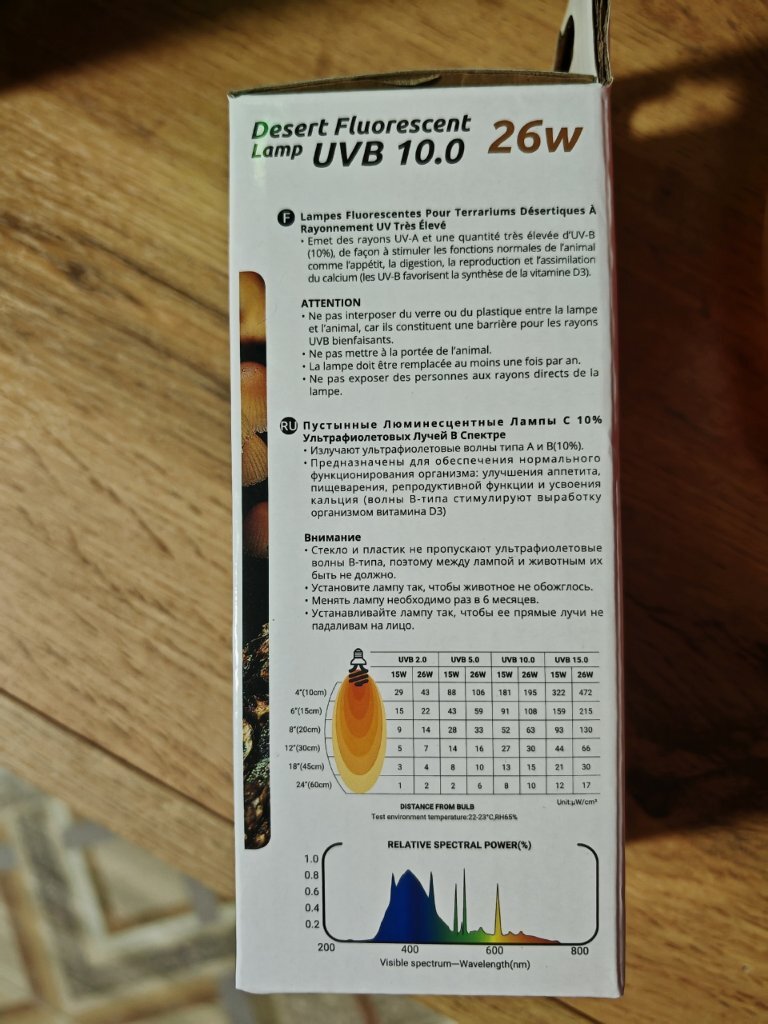 Desert Fluorescent
Lamp UVB 10.0 26w
F Lampes Fluorescentes Pour Terrariums Désertiques À
Rayonnement UV Très Élevé
• Emet des rayons UV-A et une quantité très élevée d'UV-B
(10%), de façon à stimuler les fonctions normales de l'animal
comme l'appétit, la digestion, la reproduction et l'assimilation
du calcium (les UV-B favorisent la synthèse de la vitamine D3).
ATTENTION
• Ne pas interposer du verre ou du plastique entre la lampe
et l'animal, car ils constituent une barrière pour les rayons
UVB bienfaisants.
• Ne pas mettre à la portée de l'animal.
• La lampe doit être remplacée au moins une fois par an.
• Ne pas exposer des personnes aux rayons directs de la
lampe.
RU Пустынные Люминесцентные Лампы С 10%
Ультрафиолетовых Лучей В Спектре
• Излучают ультрафиолетовые волны типа А и В(10%).
• Предназначены для обеспечения нормального
функционирования организма: улучшения аппетита,
пищеварения, репродуктивной функции и усвоения
кальция (волны В-типа стимулируют выработку
организмом витамина D3)
Внимание
• Стекло и пластик не пропускают ультрафиолетовые
волны В-типа, поэтому между лампой и животным их
быть не должно.
• Установите лампу так, чтобы животное не обожглось.
• Менять лампу необходимо раз в 6 месяцев.
• Устанавливайте лампу так, чтобы ее прямые лучи не
падаливам на лицо.
UVB 2.0 UVB 5.0 UVB 10.0 UVB 15.0
15W 26W 15W 26W 15W 26W 15W 26W
4"(10cm) 29 43 88 106 181 195 322 472
6"(15cm) 15 22 43 59 91 108 159 215
8"(20cm) 9 14 28 33 52 63 93 130
12"(30cm) 5 7 14 16 27 30 44 66
18"(45cm) 3 4 8 10 13 15 21 30
24"(60cm) 1 2 2 6 8 10 12 17
DISTANCE FROM BULB Unit:μW/cm²
Test environment temperature:22-23°C,RH65%
RELATIVE SPECTRAL POWER(%)
1.0
0.8
0.6
0.4
0.2
200 400 600 800
Visible spectrum—Wavelength(nm)